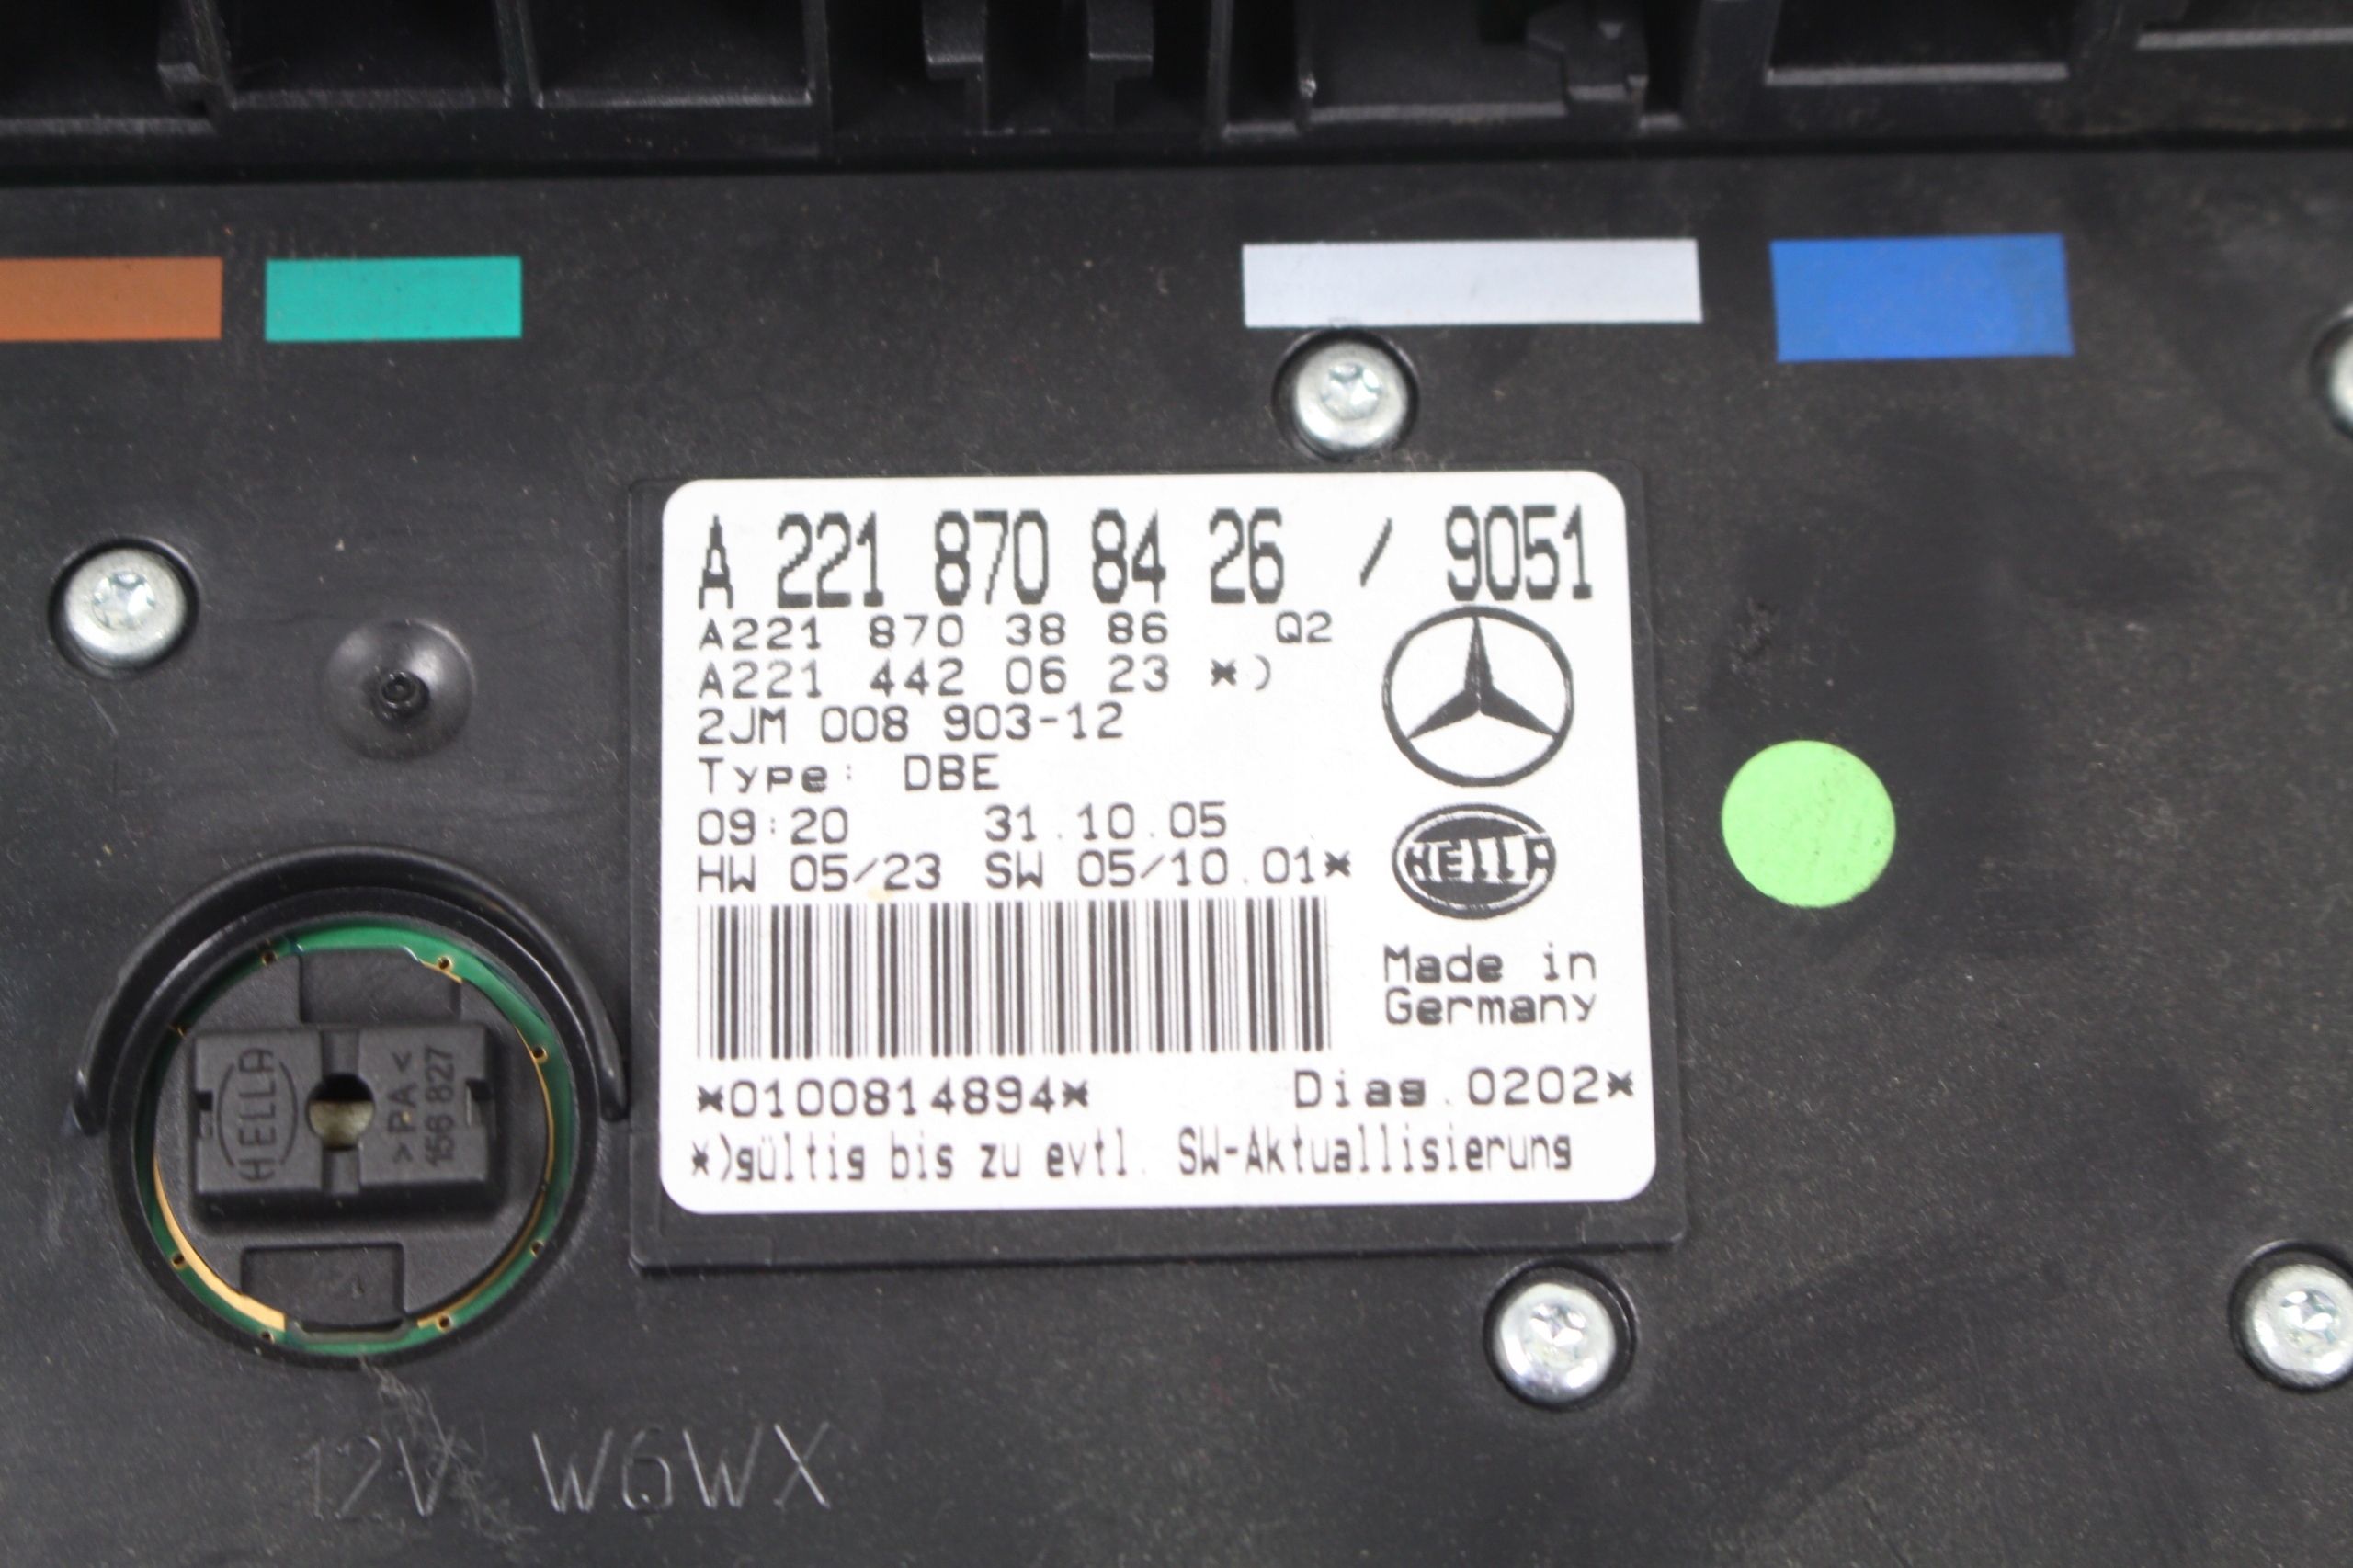 A 221 870 84 26 / 9051
A221 870 38 86 Q2
A221 442 06 23 *)
2JM 008 903-12
Type: DBE
09:20 31.10.05
HW 05/23 SW 05/10.01*
HELLA
Made in
Germany
*0100814894* Diag.0202*
*)gültig bis zu evtl. SW-Aktuallisierung
HELLA
>PA<
156 827
12V W6WX